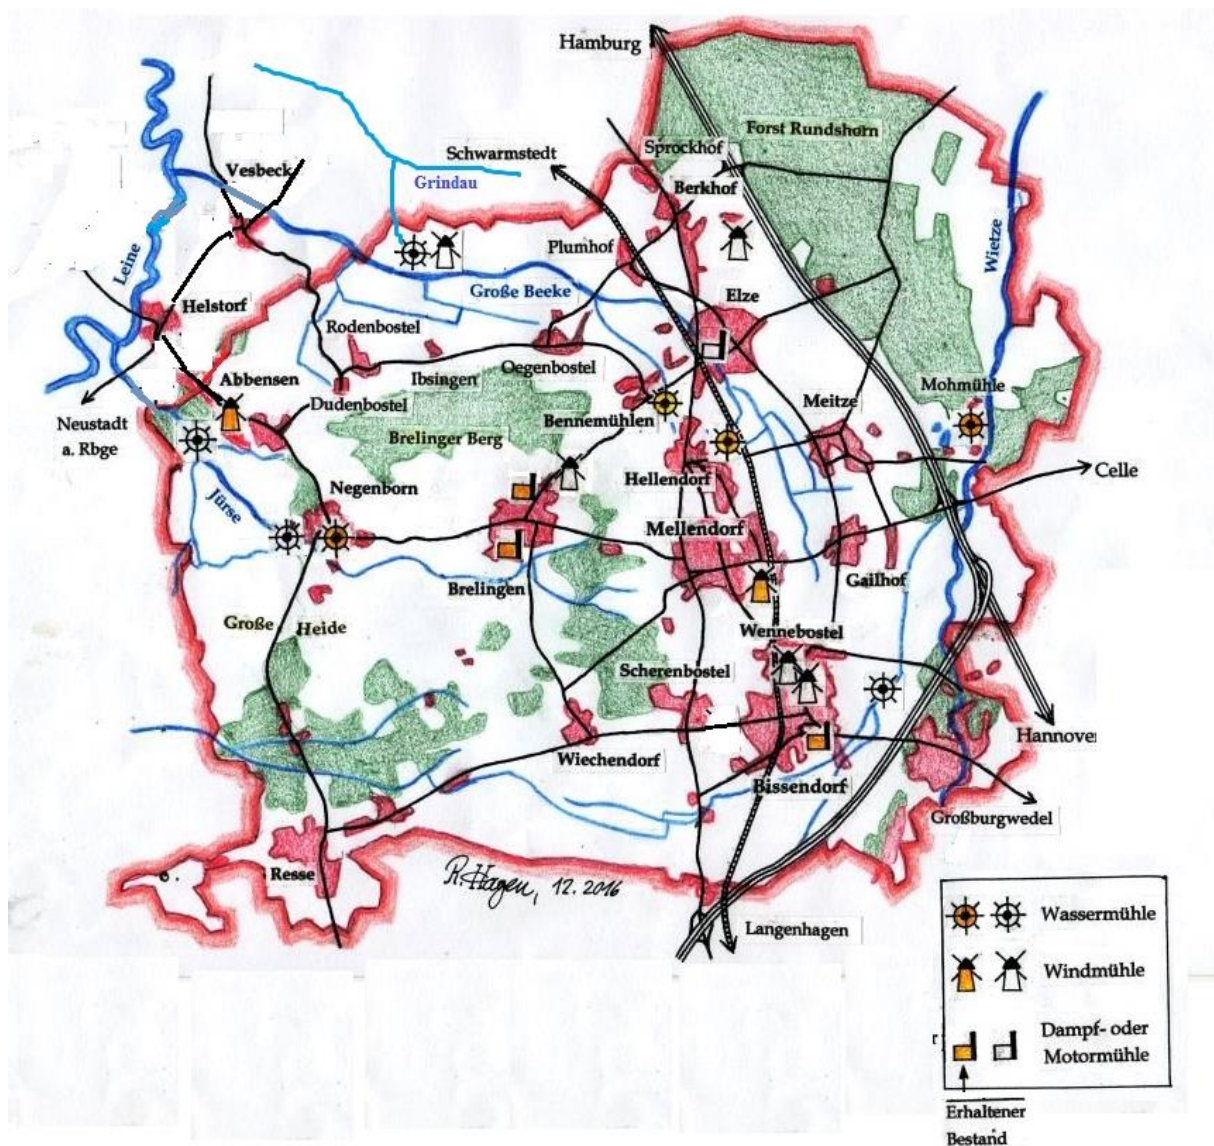 Hamburg
Forst Rundshorn
Schwarmstedt
Sprockhof
Vesbeck
Grindau
Berkhof
Wietze
Plumhof
Leine
Große Beeke
Elze
Helstorf
Rodenbostel
Oegenbostel
Abbensen
Ibsingen
Mohmühle
Dudenbostel
Meitze
Neustadt
a. Rbge
Bennemühlen
Brelinger Berg
Celle
Hellendorf
Negenborn
Jürse
Mellendorf
Gailhof
Brelingen
Große Heide
Wennebostel
Scherenbostel
Hannover
Wiechendorf
Bissendorf
Großburgwedel
Resse
R. Hagen, 12. 2016
Langenhagen
Wassermühle
Windmühle
Dampf- oder
Motormühle
Erhaltener
Bestand